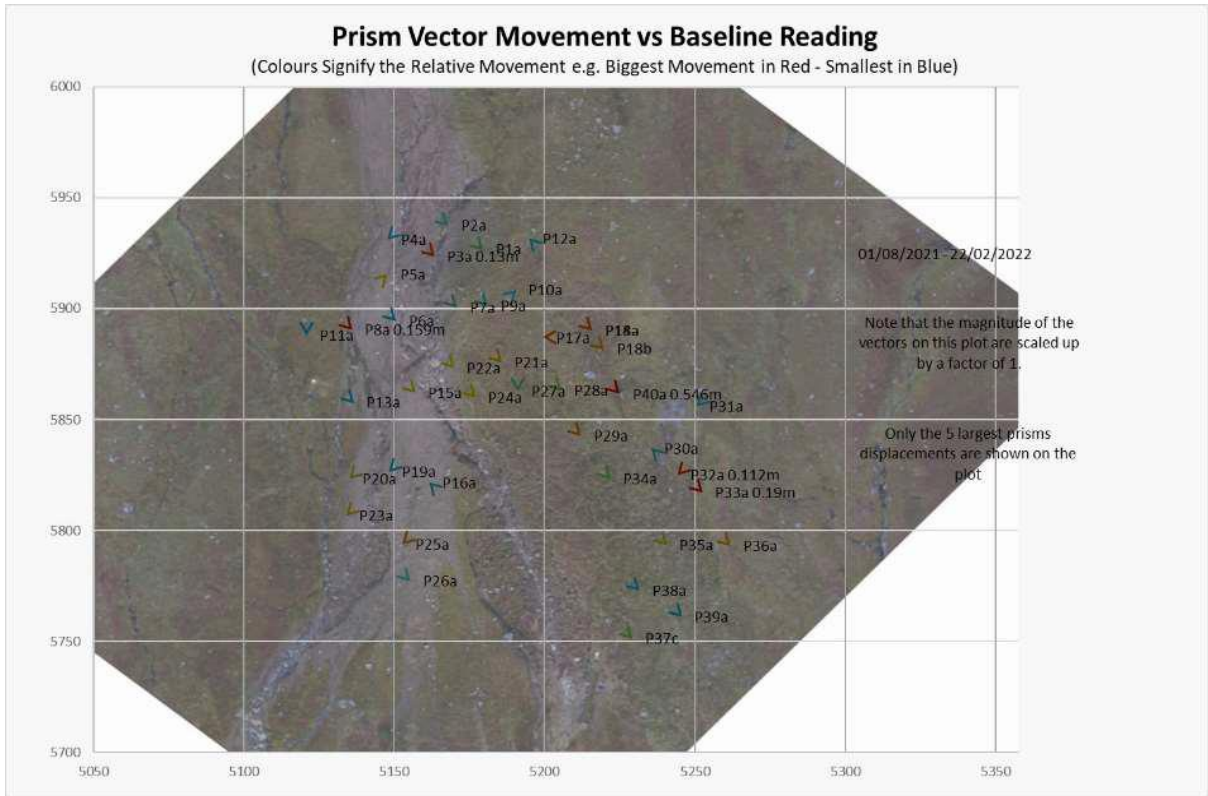 Prism Vector Movement vs Baseline Reading
(Colours Signify the Relative Movement e.g. Biggest Movement in Red - Smallest in Blue)
6000
5950
P2a
P4a
P12a
P1a
P3a 0.13m
01/08/2021 - 22/02/2022
P5a
P10a
5900
P7a
P9a
P6a
P11a
P8a 0.159m
P18a
P17a
P18b
Note that the magnitude of the
vectors on this plot are scaled up
by a factor of 1.
P21a
P22a
P15a
P24a
P27a
P28a
P40a 0.546m
P13a
P31a
5850
P29a
Only the 5 largest prisms
displacements are shown on the
plot
P30a
P19a
P20a
P16a
P34a
P32a 0.112m
P33a 0.19m
P23a
5800
P25a
P35a
P36a
P26a
P38a
P39a
5750
P37c
5700
5050
5100
5150
5200
5250
5300
5350